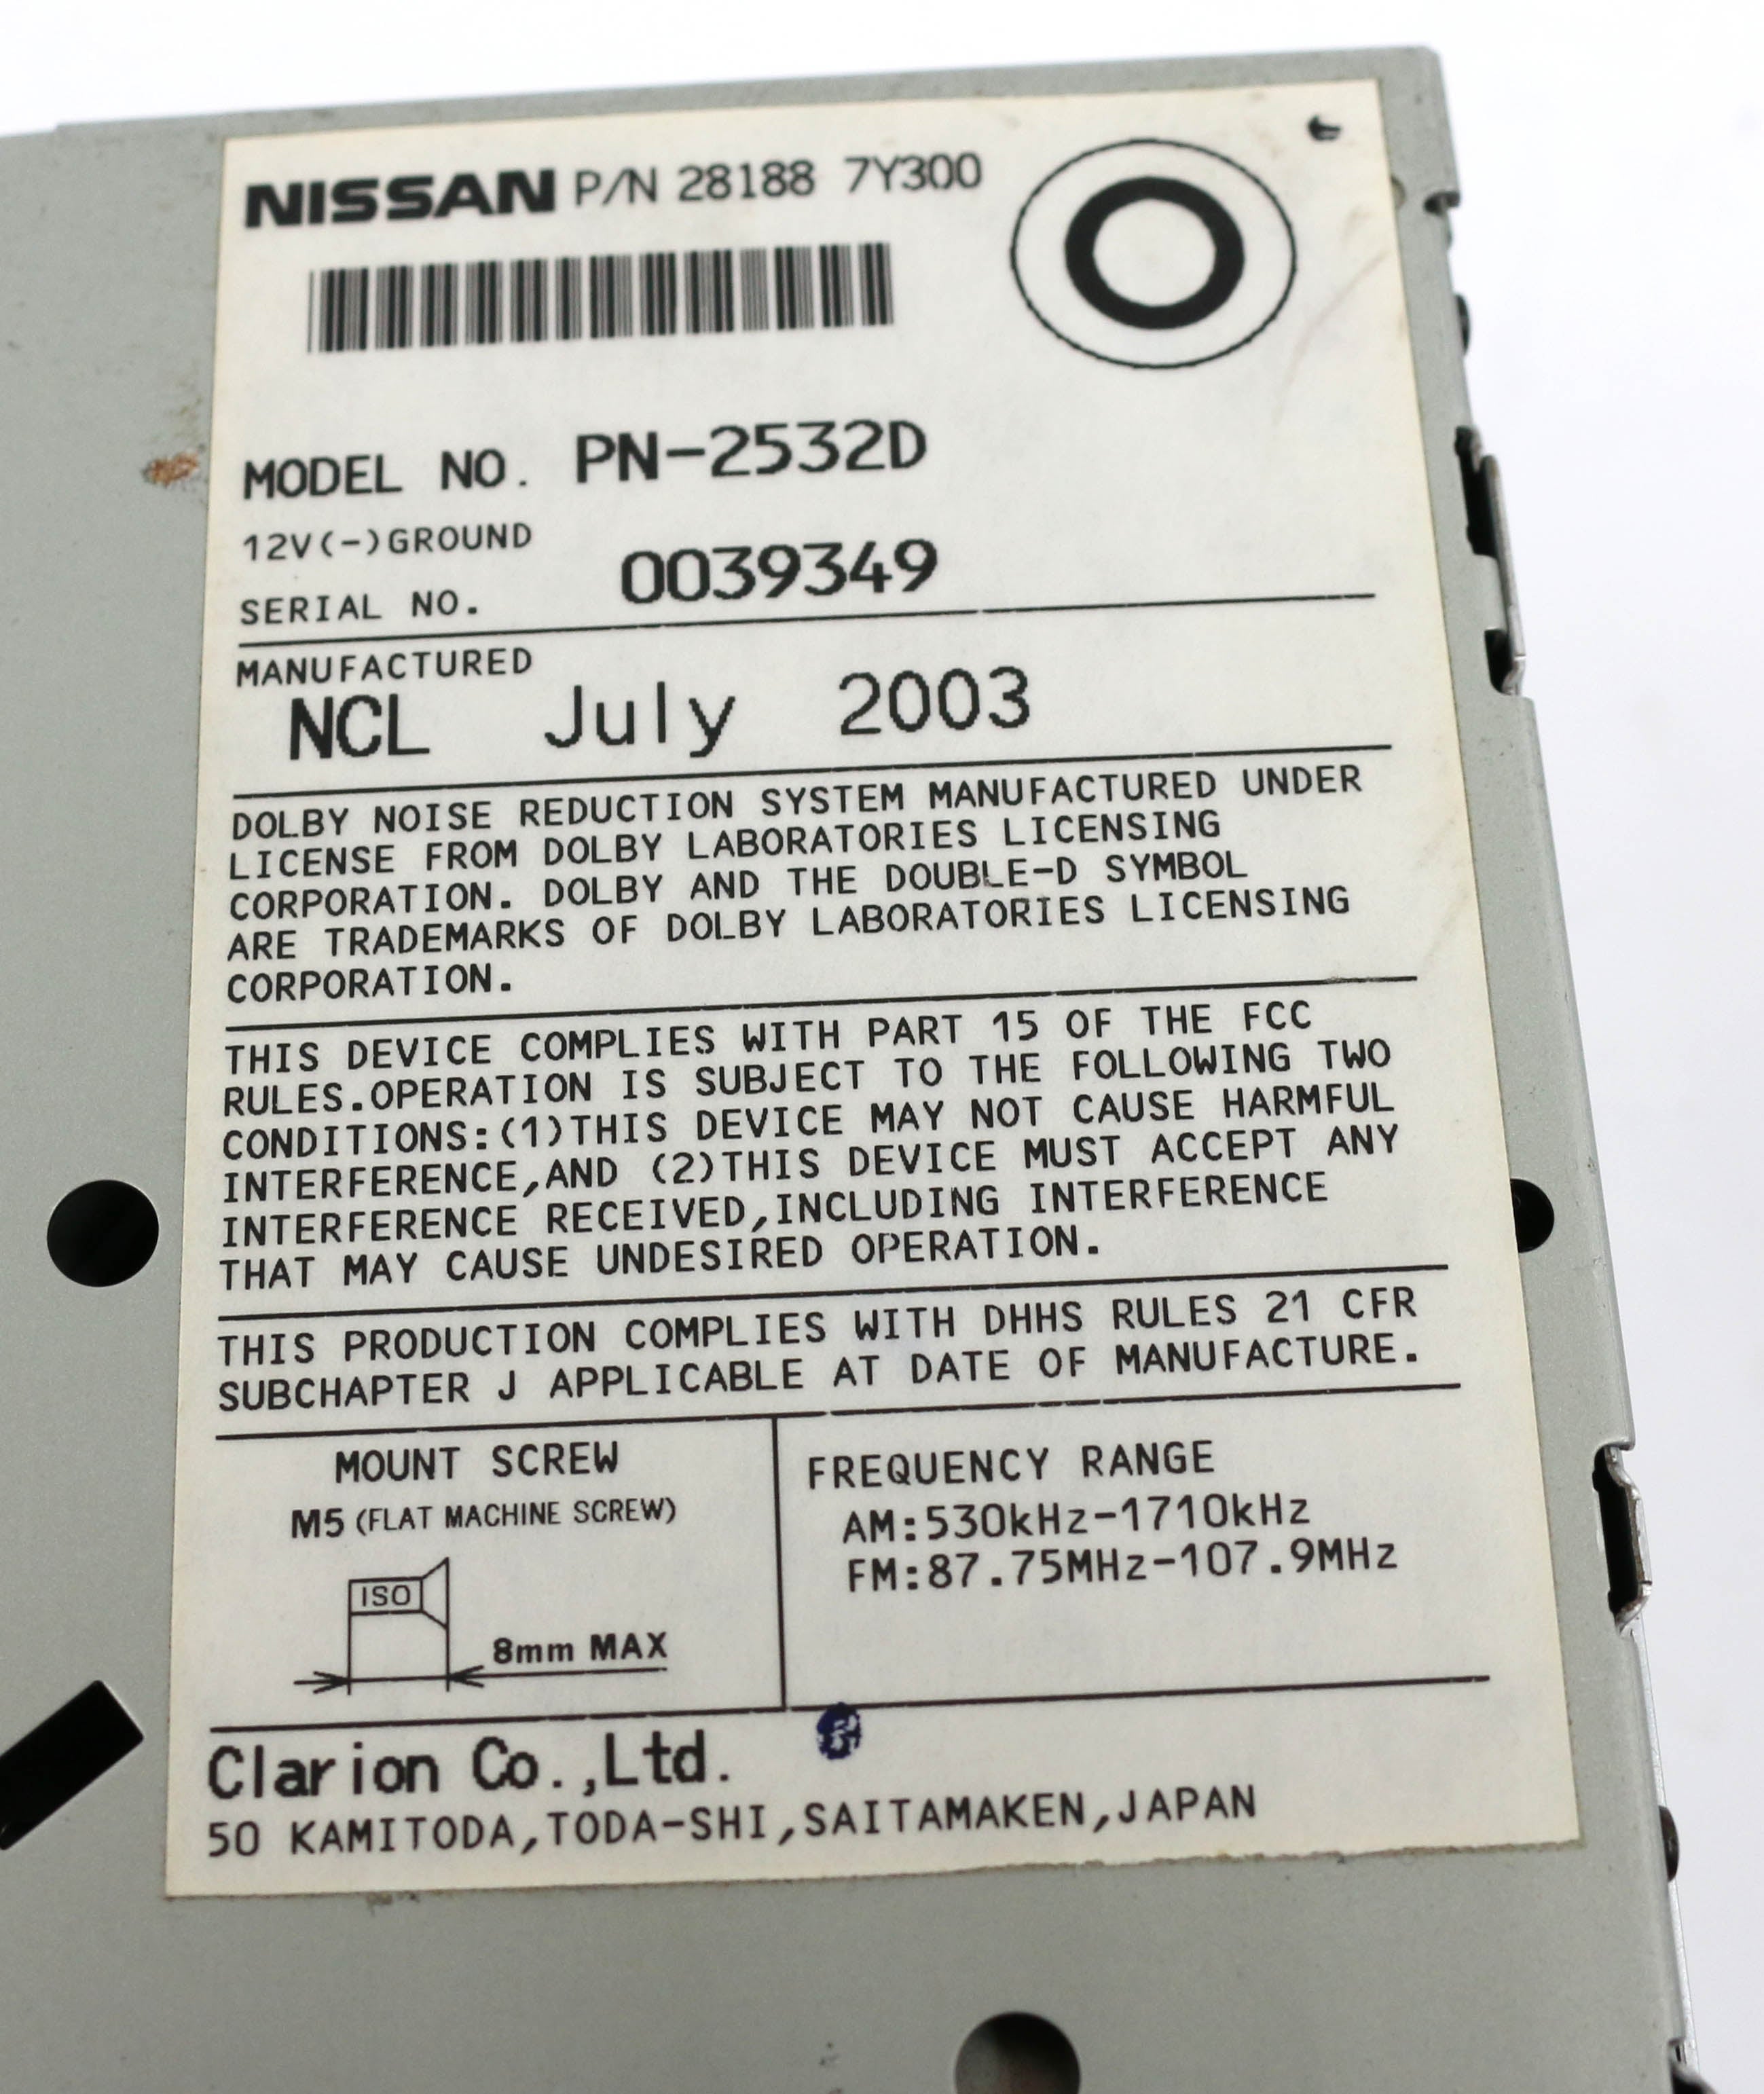 NISSAN P/N 28188 7Y300
MODEL NO. PN-2532D
12V(-)GROUND
SERIAL NO. 0039349
MANUFACTURED
NCL July 2003
DOLBY NOISE REDUCTION SYSTEM MANUFACTURED UNDER
LICENSE FROM DOLBY LABORATORIES LICENSING
CORPORATION. DOLBY AND THE DOUBLE-D SYMBOL
ARE TRADEMARKS OF DOLBY LABORATORIES LICENSING
CORPORATION.
THIS DEVICE COMPLIES WITH PART 15 OF THE FCC
RULES.OPERATION IS SUBJECT TO THE FOLLOWING TWO
CONDITIONS:(1)THIS DEVICE MAY NOT CAUSE HARMFUL
INTERFERENCE,AND (2)THIS DEVICE MUST ACCEPT ANY
INTERFERENCE RECEIVED,INCLUDING INTERFERENCE
THAT MAY CAUSE UNDESIRED OPERATION.
THIS PRODUCTION COMPLIES WITH DHHS RULES 21 CFR
SUBCHAPTER J APPLICABLE AT DATE OF MANUFACTURE.
MOUNT SCREW
M5 (FLAT MACHINE SCREW)
ISO
8mm MAX
FREQUENCY RANGE
AM:530kHz-1710kHz
FM:87.75MHz-107.9MHz
Clarion Co.,Ltd.
50 KAMITODA,TODA-SHI,SAITAMAKEN,JAPAN